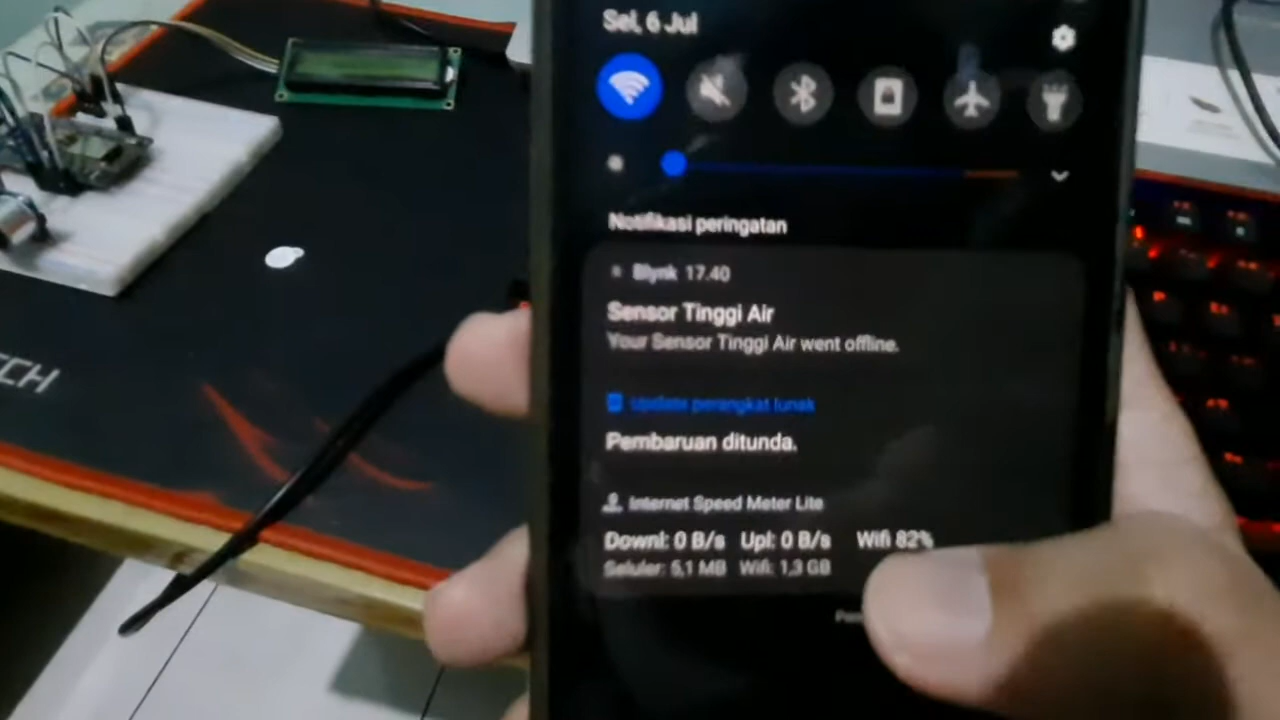 Sel, 6 Jul
Notifikasi peringatan
Blynk 17.40
Sensor Tinggi Air
Your Sensor Tinggi Air went offline.
Update perangkat lunak
Pembaruan ditunda.
Internet Speed Meter Lite
Downl: 0 B/s Upl: 0 B/s Wifi 82%
Seluler: 5,1 MB Wifi: 1,3 GB